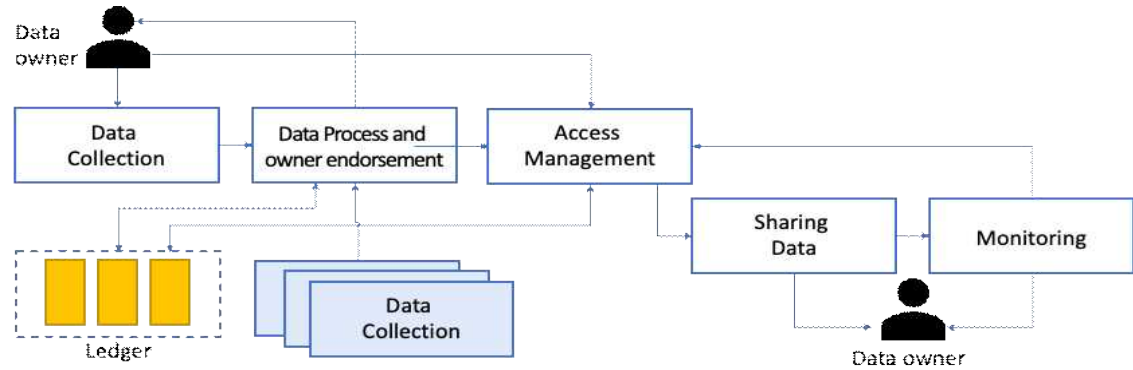 Data
owner
Data
Collection
Data Process and
owner endorsement
Access
Management
Sharing
Data
Monitoring
Data
Collection
Ledger
Data owner